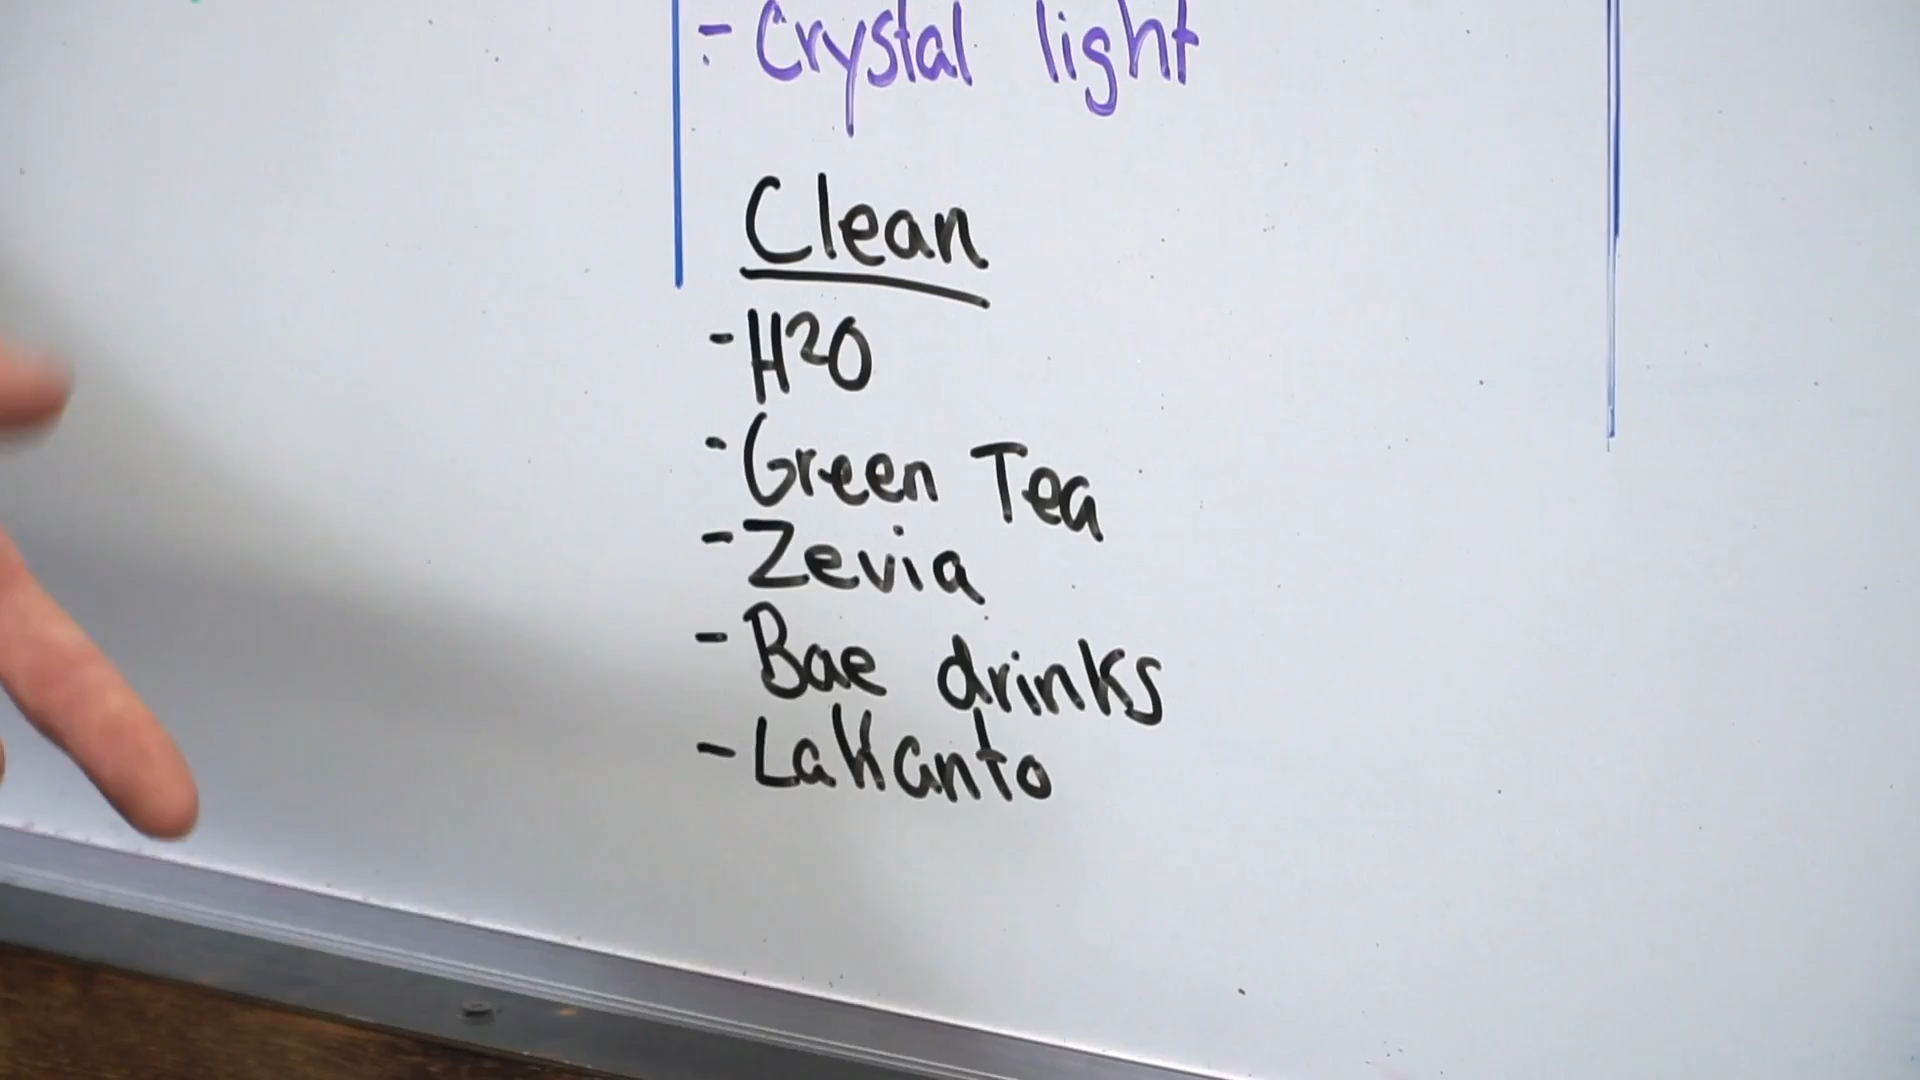 - Crystal light
Clean
- H2O
- Green Tea
- Zevia
- Bae drinks
- LaKanto